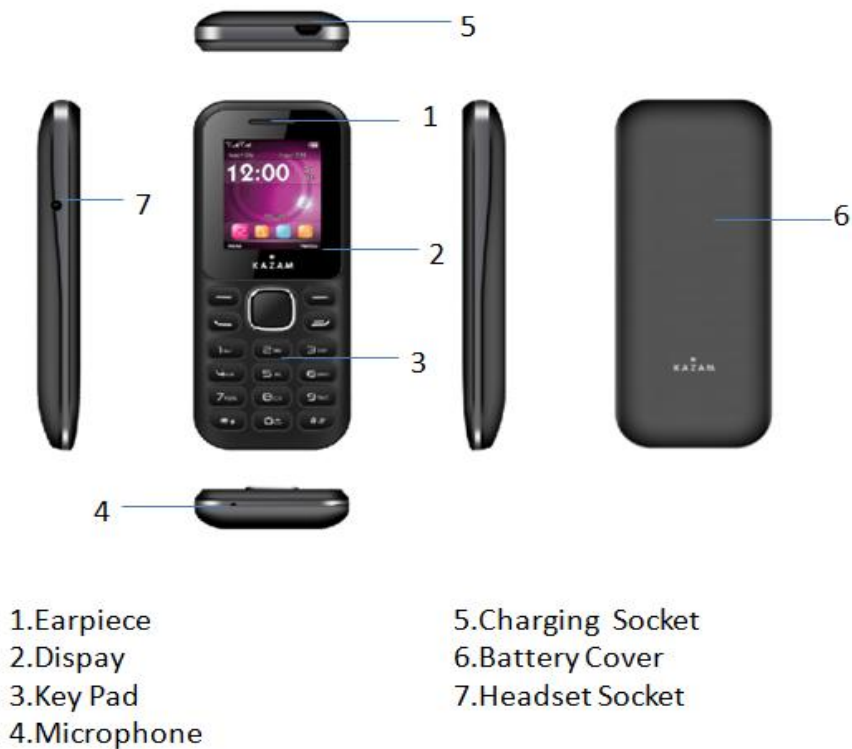 5
1
12:00
7
6
2
KAZAM
3
KAZAM
4
1.Earpiece
2.Dispay
3.Key Pad
4.Microphone
5.Charging Socket
6.Battery Cover
7.Headset Socket